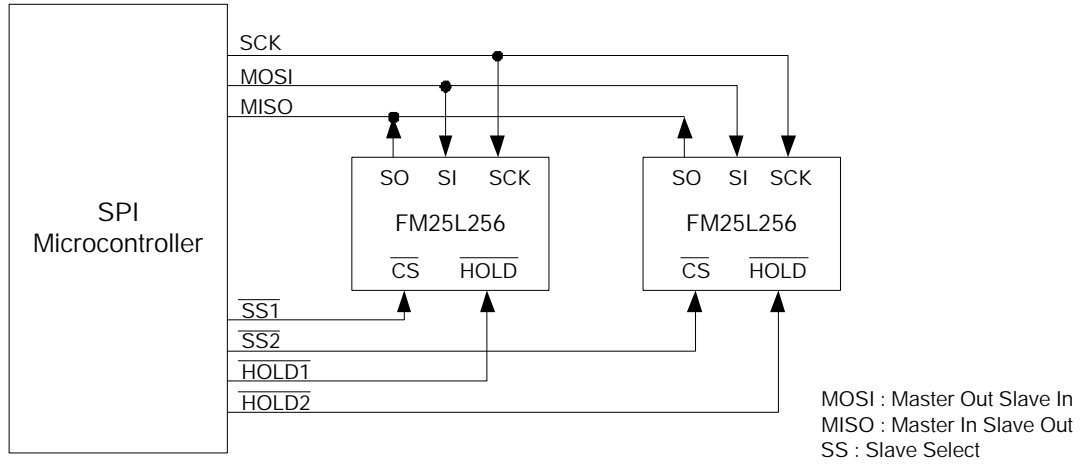 SCK
MOSI
MISO
SO SI SCK
SO SI SCK
SPI
Microcontroller
FM25L256
FM25L256
CS HOLD
CS HOLD
SS1
SS2
HOLD1
HOLD2
MOSI : Master Out Slave In
MISO : Master In Slave Out
SS : Slave Select